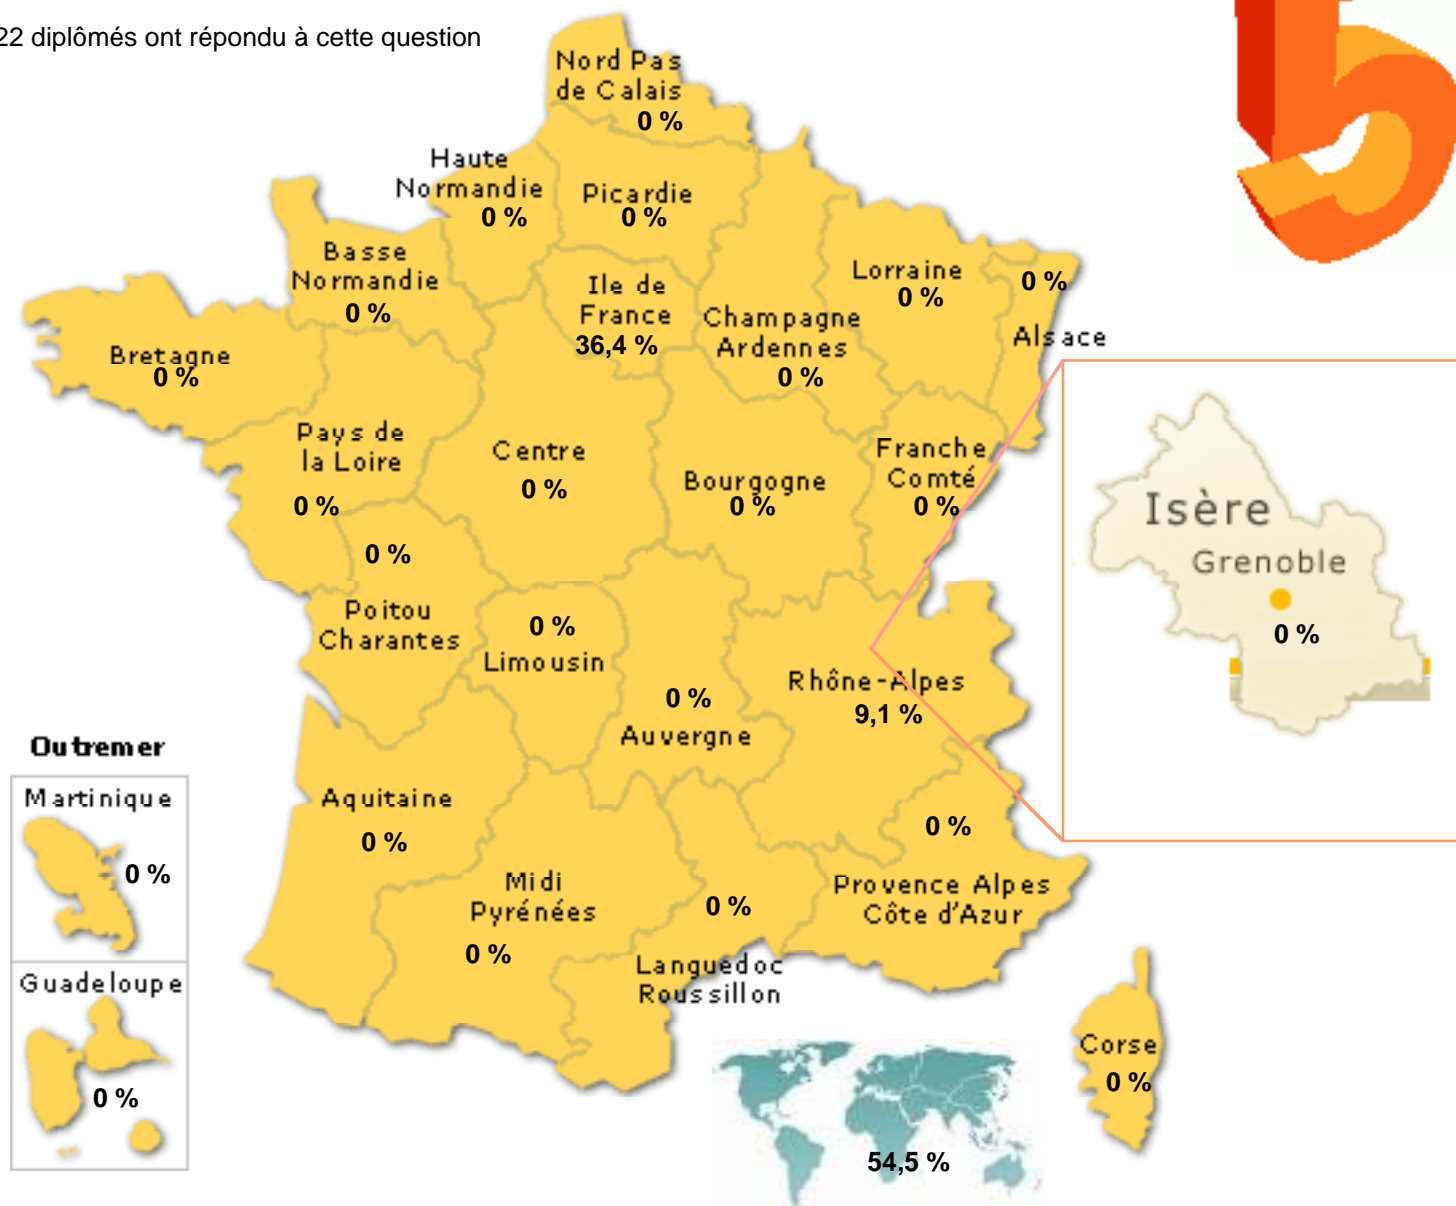 22 diplômés ont répondu à cette question
Nord Pas
de Calais
0 %
Haute
Normandie
0 %
Picardie
0 %
Basse
Normandie
0 %
Ile de
France
36,4 %
Champagne
Ardennes
0 %
Lorraine
0 %
0 %
Alsace
Bretagne
0 %
Pays de
la Loire
0 %
Centre
0 %
Bourgogne
0 %
Franche
Comté
0 %
Isère
Grenoble
0 %
0 %
Poitou
Charantes
0 %
Limousin
0 %
Auvergne
Rhône-Alpes
9,1 %
Outremer
Martinique
0 %
Guadeloupe
0 %
Aquitaine
0 %
Midi
Pyrénées
0 %
0 %
Languedoc
Roussillon
0 %
Provence Alpes
Côte d'Azur
Corse
0 %
54,5 %